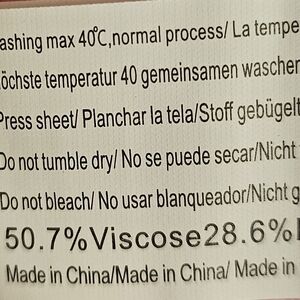 ashing max 40℃,normal process/ La tempe
öchste temperatur 40 gemeinsamen waschen
Press sheet/ Planchar la tela/Stoff gebügelt
Do not tumble dry/ No se puede secar/Nicht
Do not bleach/ No usar blanqueador/Nicht g
50.7%Viscose28.6%
Made in China/Made in China/ Made in